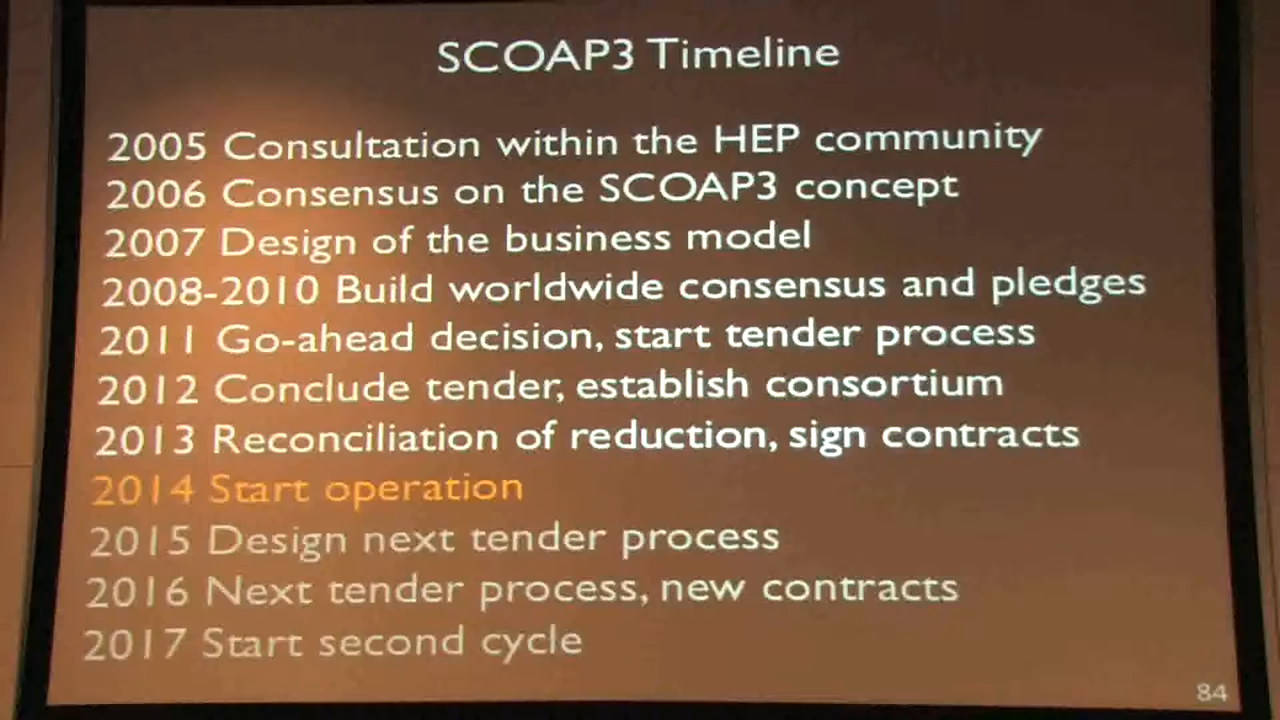 SCOAP3 Timeline
2005 Consultation within the HEP community
2006 Consensus on the SCOAP3 concept
2007 Design of the business model
2008-2010 Build worldwide consensus and pledges
2011 Go-ahead decision, start tender process
2012 Conclude tender, establish consortium
2013 Reconciliation of reduction, sign contracts
2014 Start operation
2015 Design next tender process
2016 Next tender process, new contracts
2017 Start second cycle
84